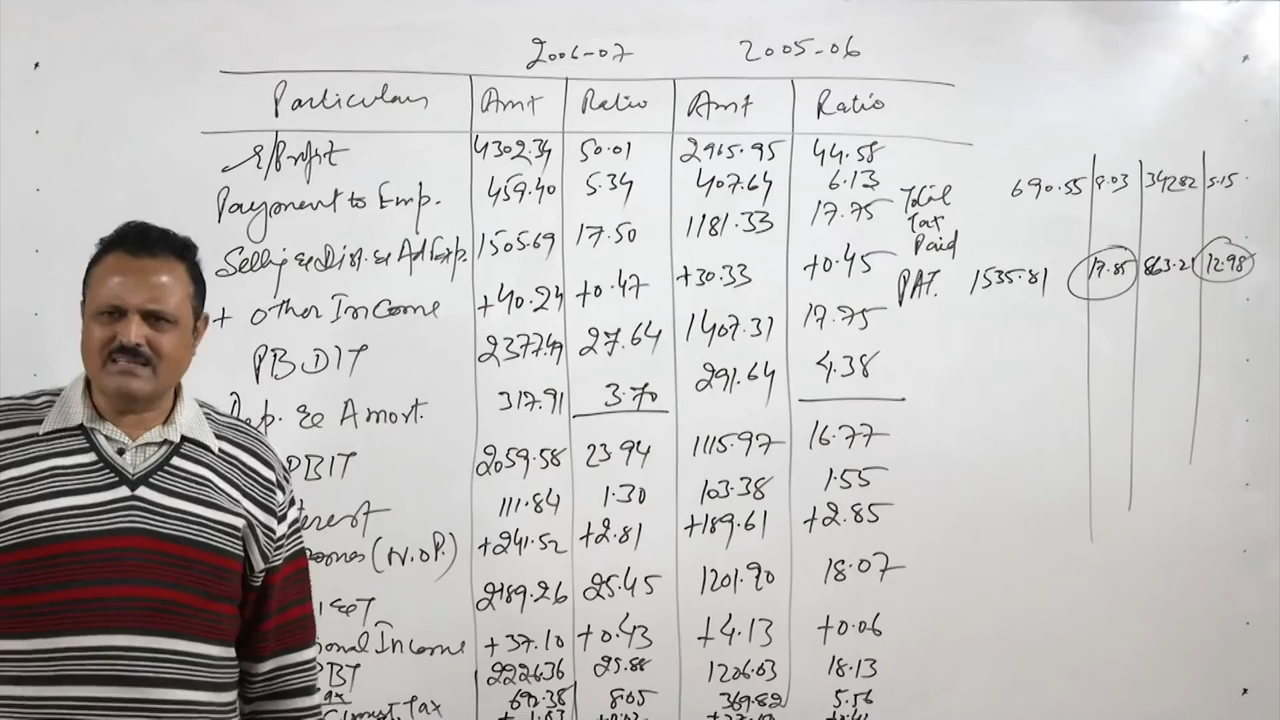 2006-07 2005-06
Particulars Amt Ratio Amt Ratio
G/Profit 4302.34 50.01 2965.95 44.58
Payment to Emp. 459.40 5.34 407.64 6.13
Selling & Dist. & Ad Exp. 1505.69 17.50 1181.33 17.75
+ Other Income +40.24 +0.47 +30.33 +0.45
PBDIT 2377.49 27.64 1407.31 17.75
Dep. & Amort. 317.91 3.70 291.64 4.38
PBIT 2059.58 23.94 1115.97 16.77
terest 111.84 1.30 103.38 1.55
(N.OP.) +241.52 +2.81 +189.61 +2.85
2189.26 25.45 1201.90 18.07
ional Income +37.10 +0.43 +4.13 +0.06
PBT 2226.36 25.88 1206.03 18.13
ax 692.38 8.05 369.82 5.56
Tax
Total Tax Paid 690.55 8.03 342.82 5.15
PAT. 1535.81 17.85 863.21 12.98